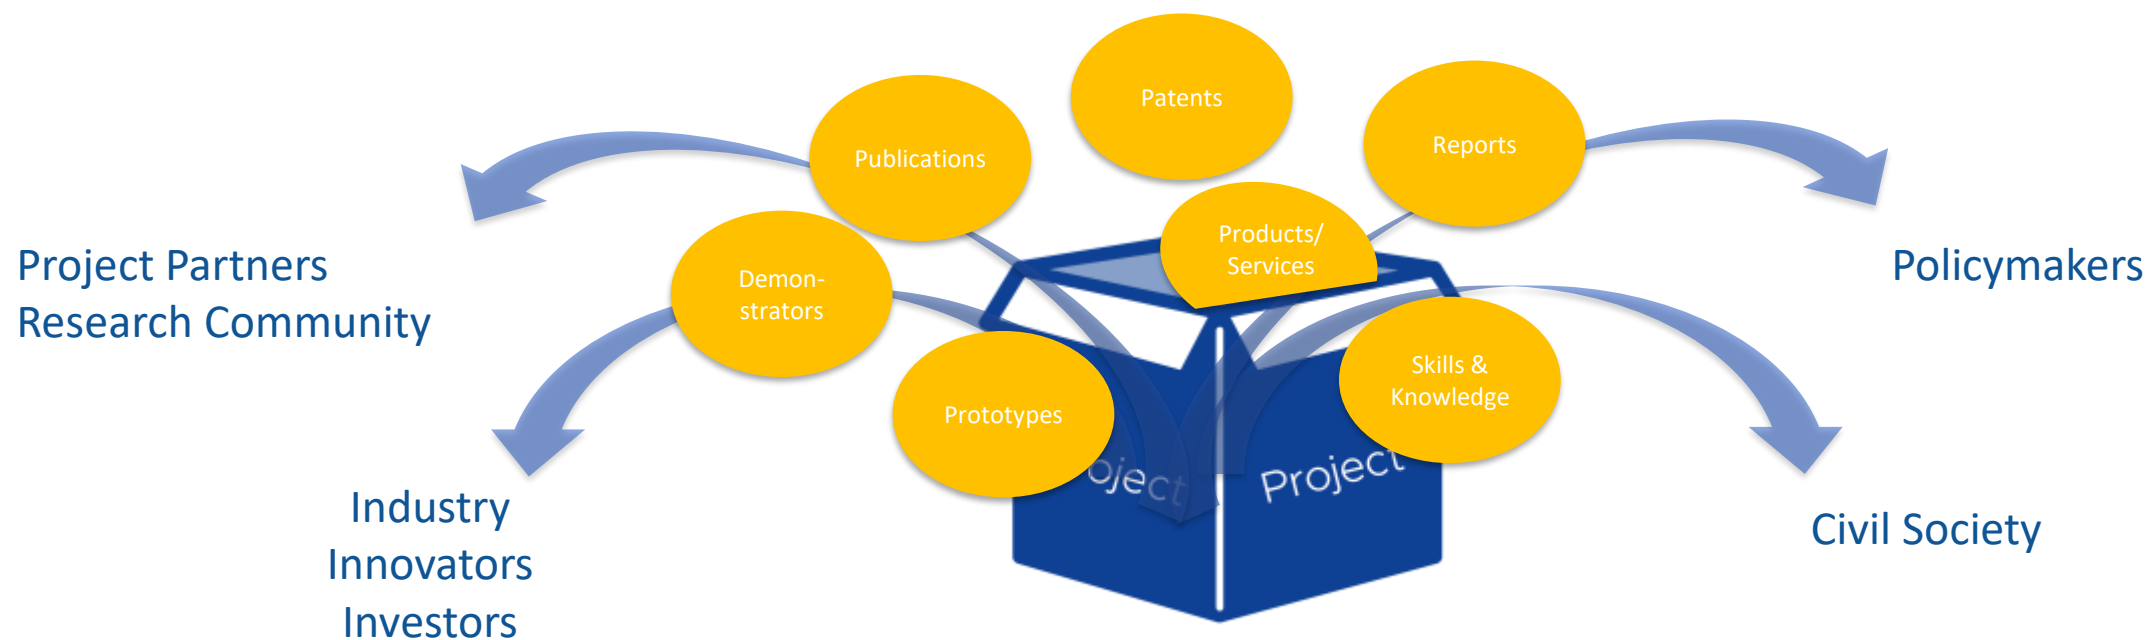 Patents
Publications
Reports
Products/
Services
Demon-
strators
Project Partners
Research Community
Policymakers
Skills &
Knowledge
Prototypes
oject
Project
Industry
Innovators
Investors
Civil Society